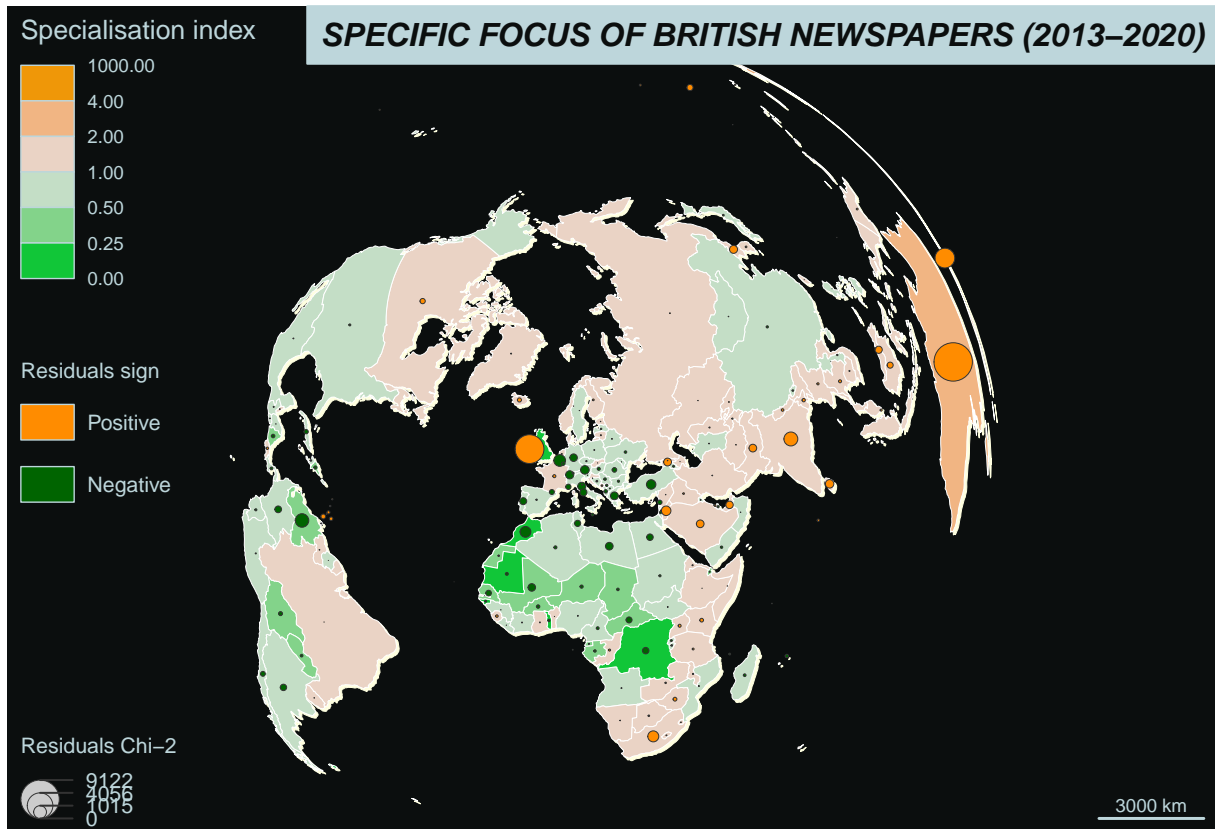 SPECIFIC FOCUS OF BRITISH NEWSPAPERS (2013–2020)
Specialisation index
1000.00
4.00
2.00
1.00
0.50
0.25
0.00
Residuals sign
Positive
Negative
Residuals Chi−2
9122
4056
1015
0
3000 km